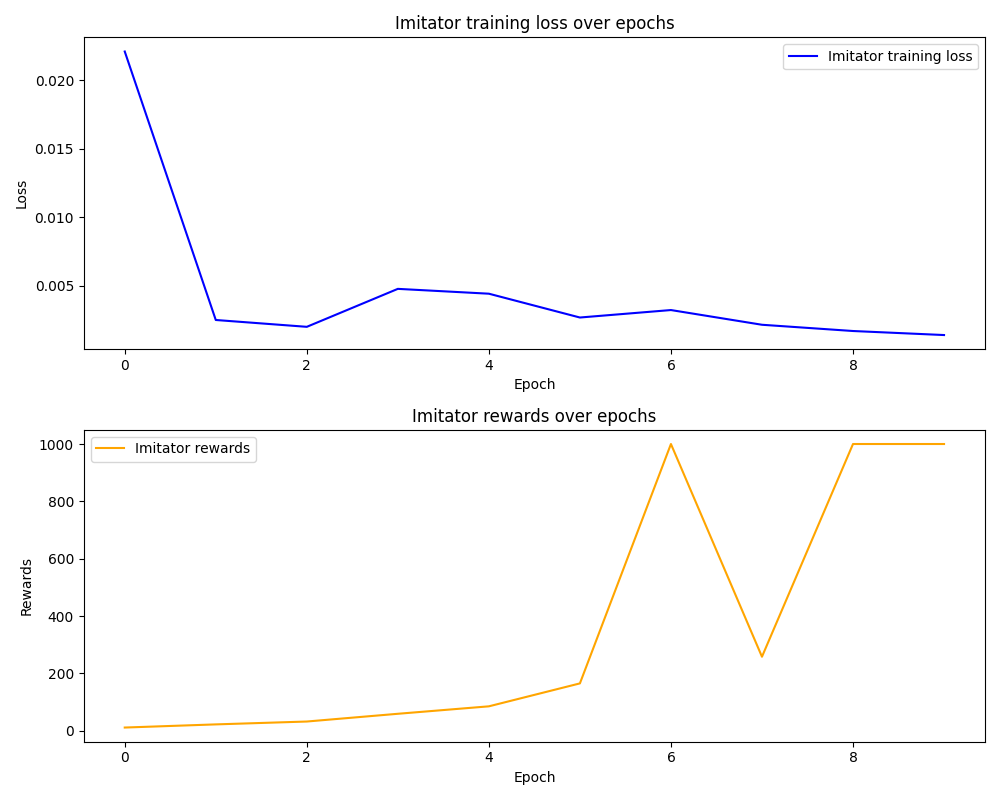 Imitator training loss over epochs
Imitator training loss
0.020
0.015
0.010
0.005
Loss
0 2 4 6 8
Epoch
Imitator rewards over epochs
Imitator rewards
1000
800
600
400
200
0
Rewards
0 2 4 6 8
Epoch